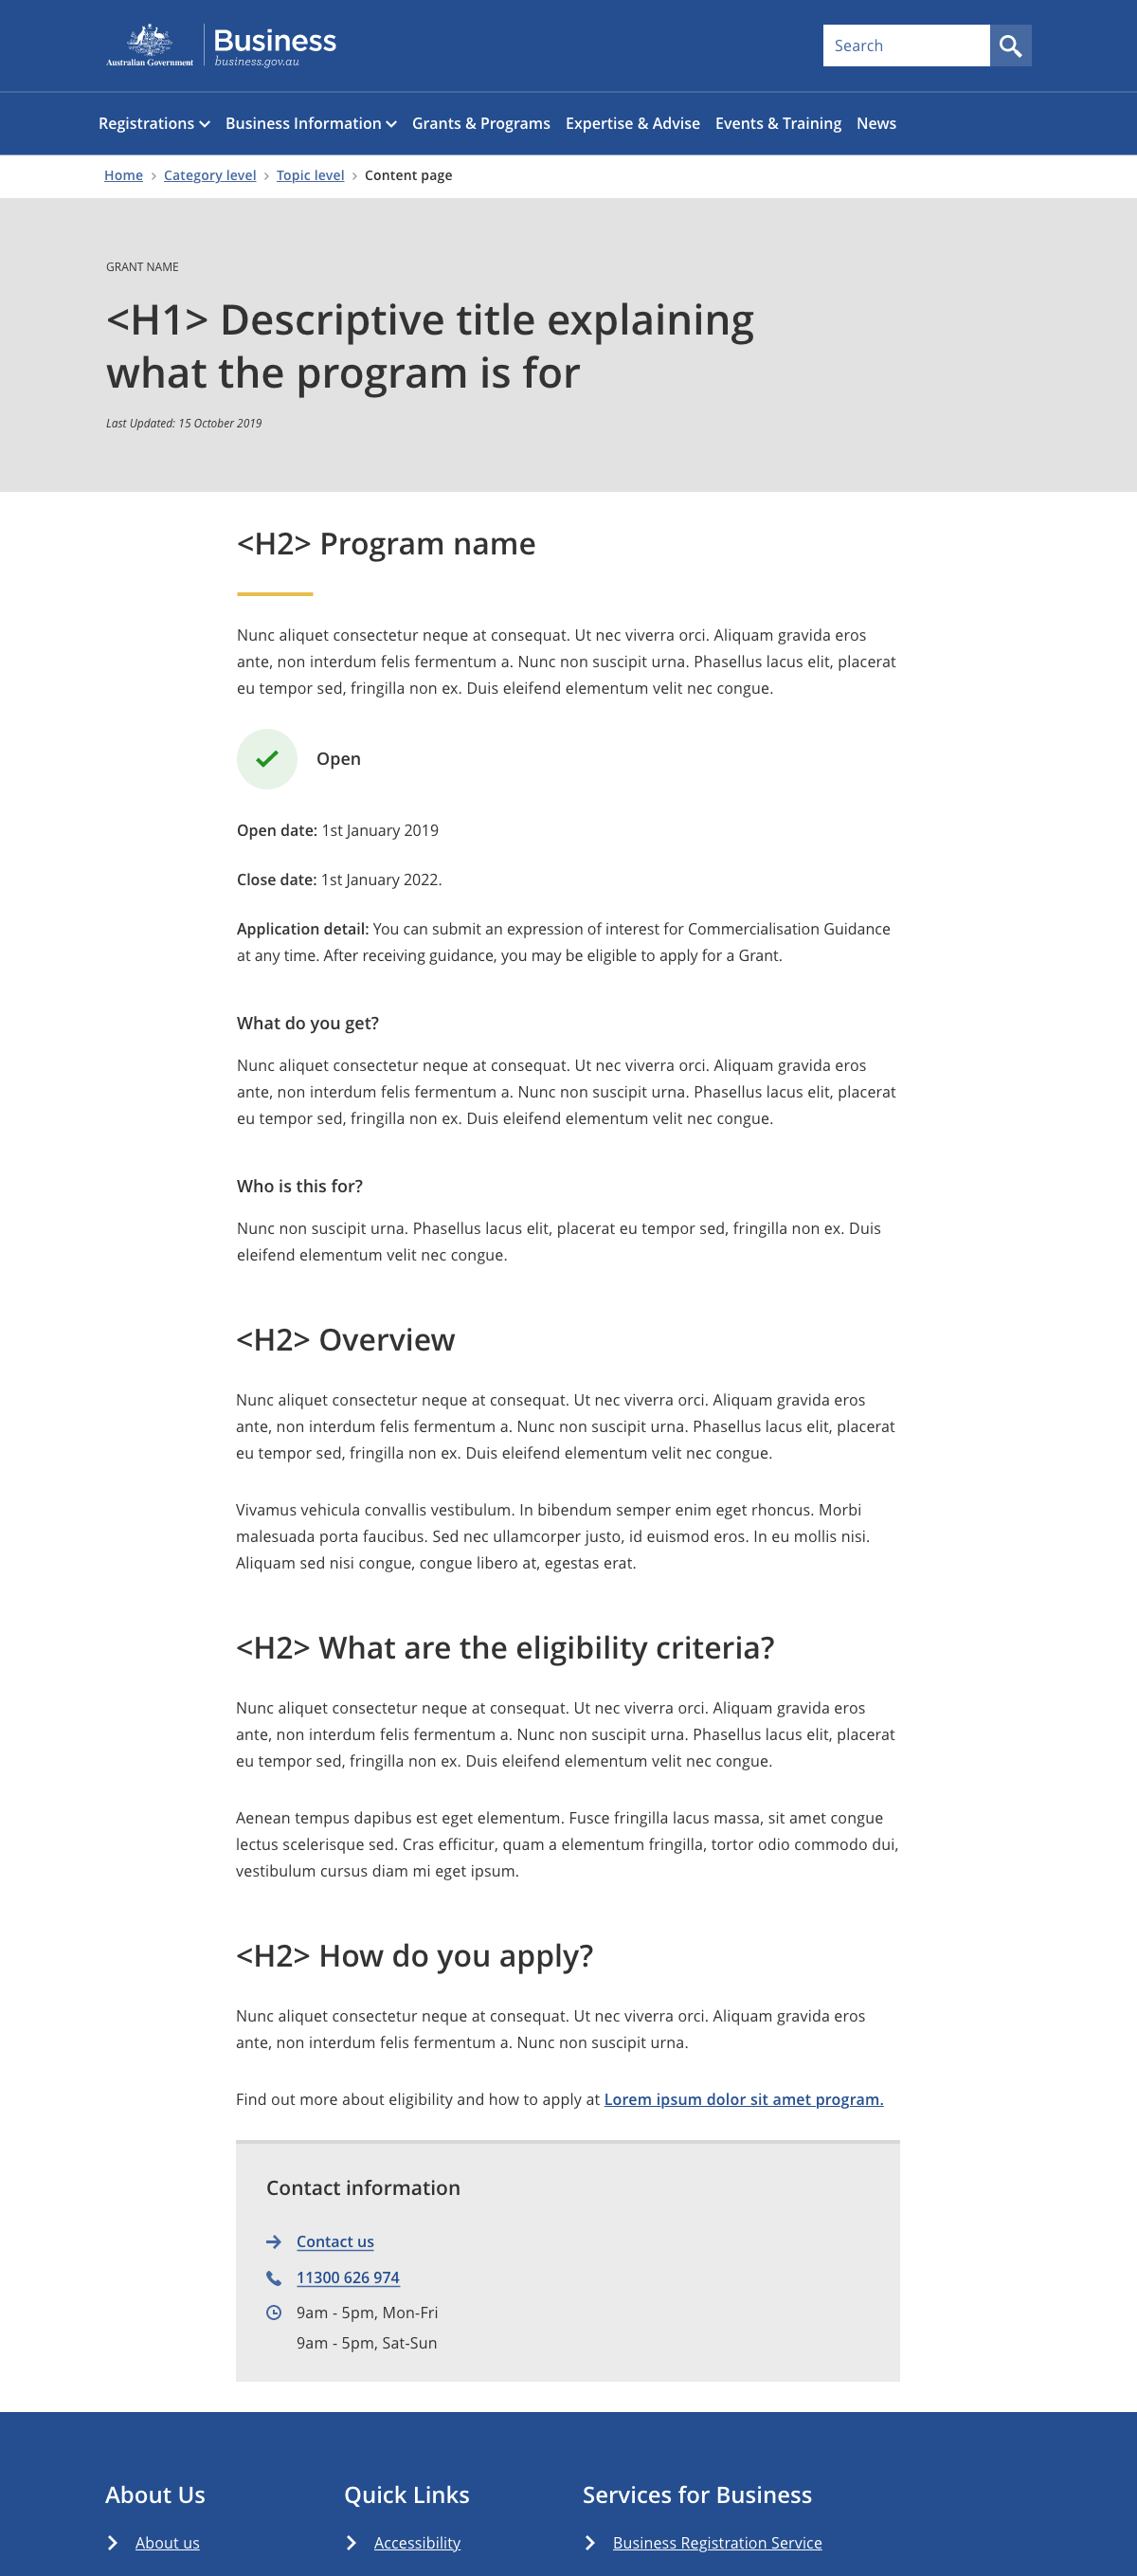 Australian Government
Business
business.gov.au
Search
Registrations Business Information Grants & Programs Expertise & Advise Events & Training News
Home Category level Topic level Content page
GRANT NAME
<H1> Descriptive title explaining
what the program is for
Last Updated: 15 October 2019
<H2> Program name
Nunc aliquet consectetur neque at consequat. Ut nec viverra orci. Aliquam gravida eros
ante, non interdum felis fermentum a. Nunc non suscipit urna. Phasellus lacus elit, placerat
eu tempor sed, fringilla non ex. Duis eleifend elementum velit nec congue.
Open
Open date: 1st January 2019
Close date: 1st January 2022.
Application detail: You can submit an expression of interest for Commercialisation Guidance
at any time. After receiving guidance, you may be eligible to apply for a Grant.
What do you get?
Nunc aliquet consectetur neque at consequat. Ut nec viverra orci. Aliquam gravida eros
ante, non interdum felis fermentum a. Nunc non suscipit urna. Phasellus lacus elit, placerat
eu tempor sed, fringilla non ex. Duis eleifend elementum velit nec congue.
Who is this for?
Nunc non suscipit urna. Phasellus lacus elit, placerat eu tempor sed, fringilla non ex. Duis
eleifend elementum velit nec congue.
<H2> Overview
Nunc aliquet consectetur neque at consequat. Ut nec viverra orci. Aliquam gravida eros
ante, non interdum felis fermentum a. Nunc non suscipit urna. Phasellus lacus elit, placerat
eu tempor sed, fringilla non ex. Duis eleifend elementum velit nec congue.
Vivamus vehicula convallis vestibulum. In bibendum semper enim eget rhoncus. Morbi
malesuada porta faucibus. Sed nec ullamcorper justo, id euismod eros. In eu mollis nisi.
Aliquam sed nisi congue, congue libero at, egestas erat.
<H2> What are the eligibility criteria?
Nunc aliquet consectetur neque at consequat. Ut nec viverra orci. Aliquam gravida eros
ante, non interdum felis fermentum a. Nunc non suscipit urna. Phasellus lacus elit, placerat
eu tempor sed, fringilla non ex. Duis eleifend elementum velit nec congue.
Aenean tempus dapibus est eget elementum. Fusce fringilla lacus massa, sit amet congue
lectus scelerisque sed. Cras efficitur, quam a elementum fringilla, tortor odio commodo dui,
vestibulum cursus diam mi eget ipsum.
<H2> How do you apply?
Nunc aliquet consectetur neque at consequat. Ut nec viverra orci. Aliquam gravida eros
ante, non interdum felis fermentum a. Nunc non suscipit urna.
Find out more about eligibility and how to apply at Lorem ipsum dolor sit amet program.
Contact information
Contact us
11300 626 974
9am - 5pm, Mon-Fri
9am - 5pm, Sat-Sun
About Us Quick Links Services for Business
About us Accessibility Business Registration Service